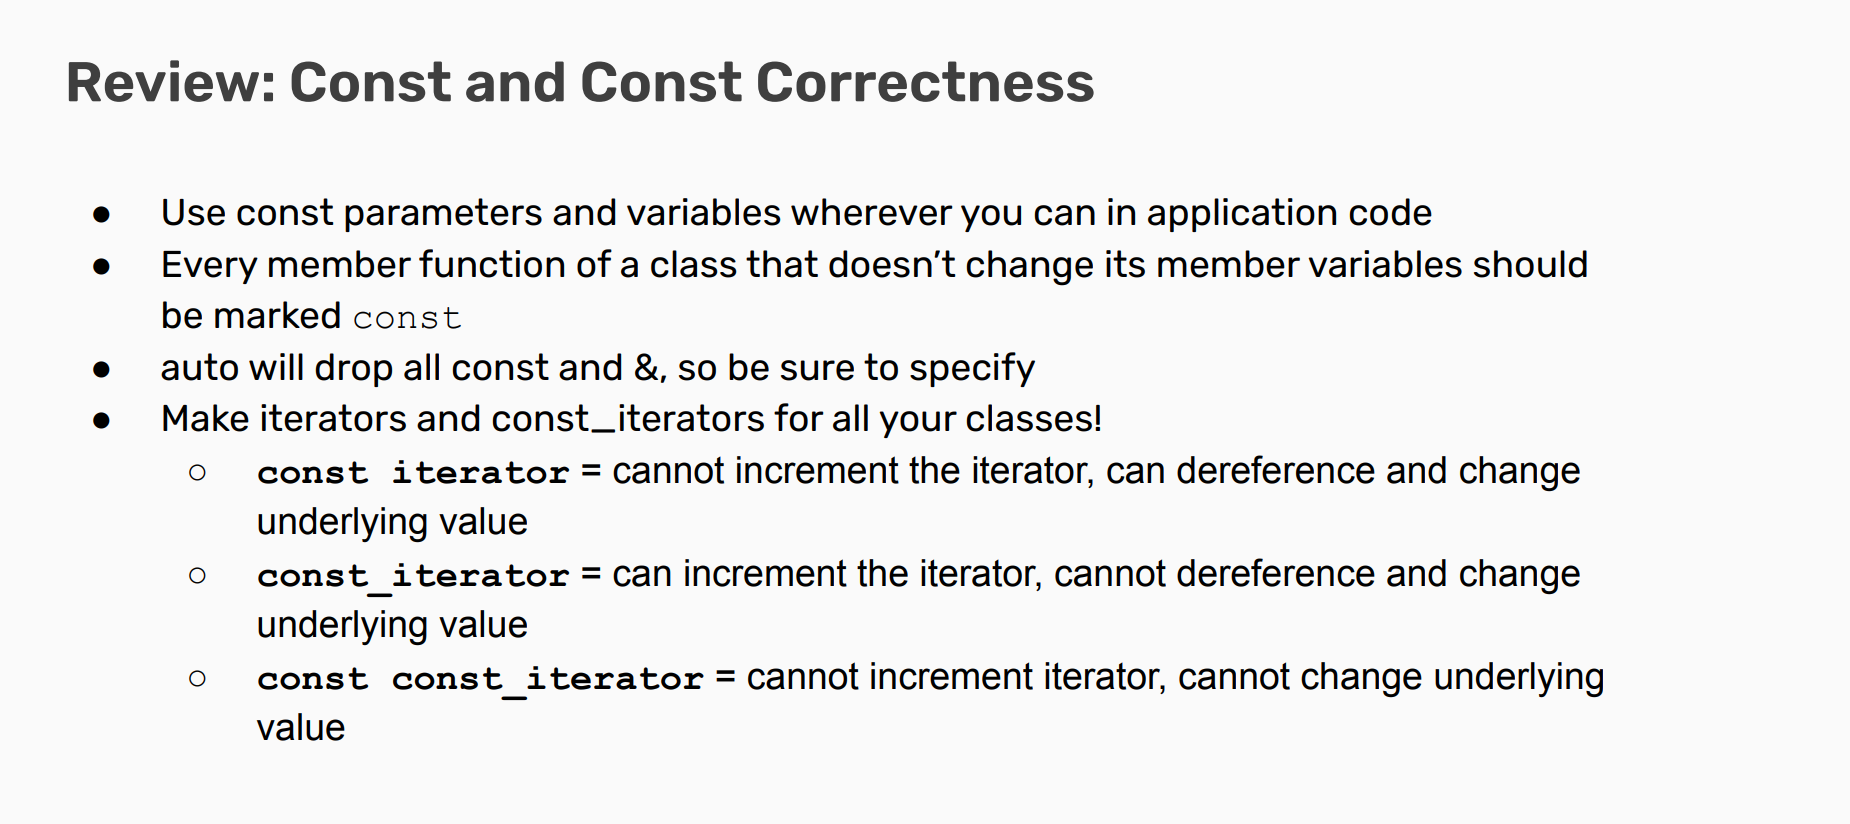 Review: Const and Const Correctness
● Use const parameters and variables wherever you can in application code
● Every member function of a class that doesn’t change its member variables should
be marked const
● auto will drop all const and &, so be sure to specify
● Make iterators and const_iterators for all your classes!
○ const iterator = cannot increment the iterator, can dereference and change
underlying value
○ const_iterator = can increment the iterator, cannot dereference and change
underlying value
○ const const_iterator = cannot increment iterator, cannot change underlying
value